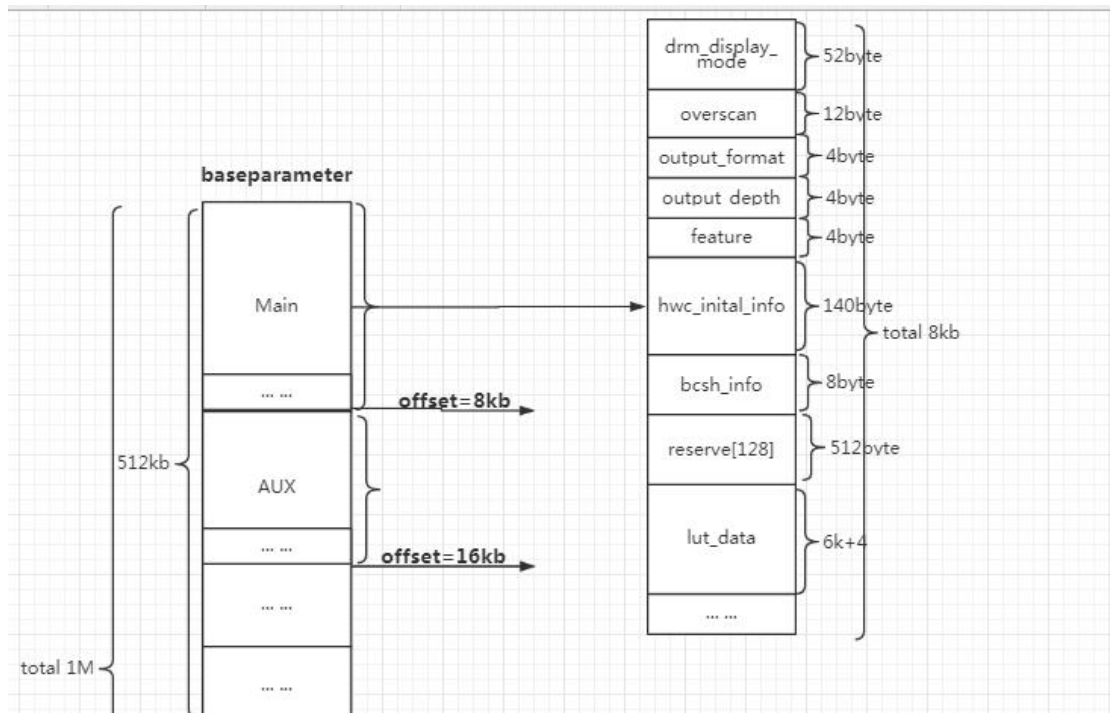 baseparameter
Main
... ...
offset=8kb
AUX
... ...
offset=16kb
... ...
... ...
512kb
total 1M
drm_display_
mode
52byte
overscan
12byte
output_format
4byte
output_depth
4byte
feature
4byte
hwc_inital_info
140byte
bcsh_info
8byte
reserve[128]
512byte
lut_data
6k+4
... ...
total 8kb